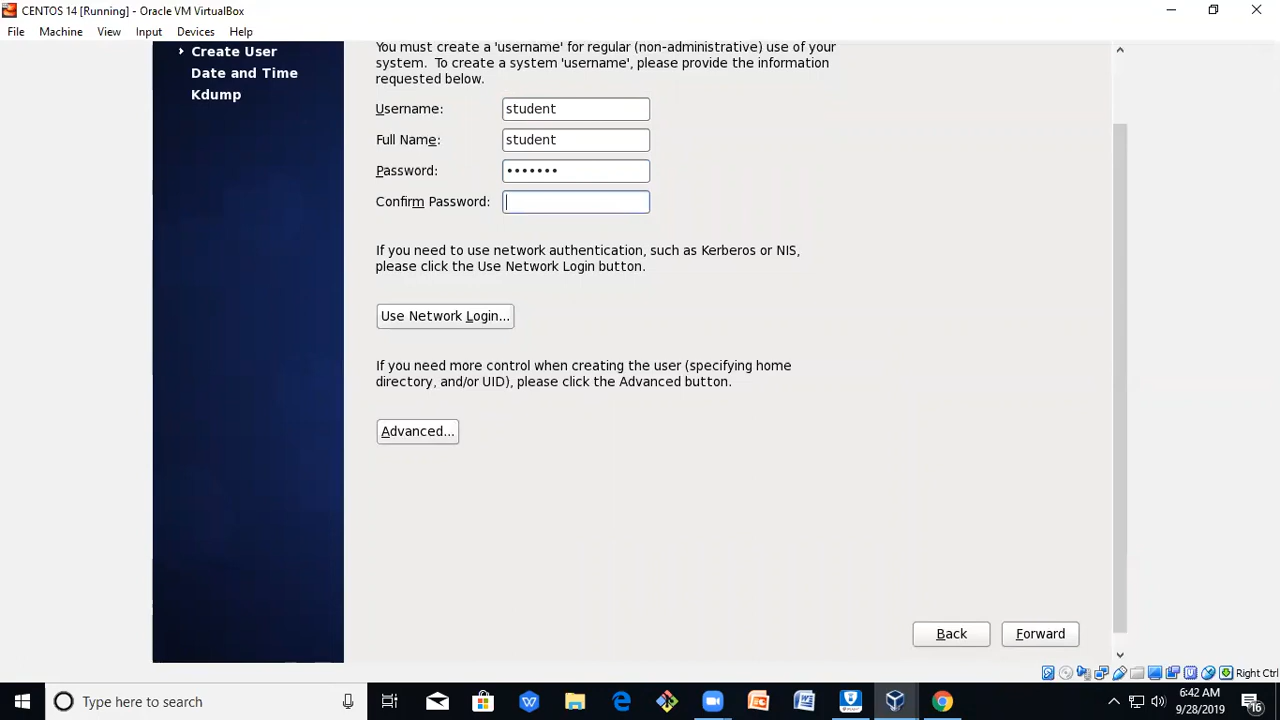 CENTOS 14 [Running] - Oracle VM VirtualBox
File Machine View Input Devices Help
Create User
Date and Time
Kdump
You must create a 'username' for regular (non-administrative) use of your
system. To create a system 'username', please provide the information
requested below.
Username: student
Full Name: student
Password: •••••••
Confirm Password:
If you need to use network authentication, such as Kerberos or NIS,
please click the Use Network Login button.
Use Network Login...
If you need more control when creating the user (specifying home
directory, and/or UID), please click the Advanced button.
Advanced...
Back Forward
Right Ctrl
Type here to search
6:42 AM
9/28/2019
16